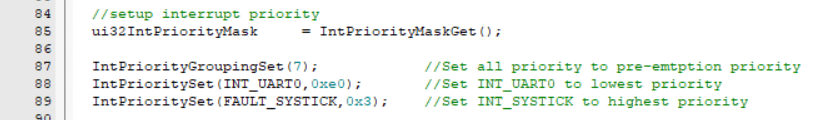 84 //setup interrupt priority
85 ui32IntPriorityMask = IntPriorityMaskGet();
86
87 IntPriorityGroupingSet(7); //Set all priority to pre-emtption priority
88 IntPrioritySet(INT_UART0,0xe0); //Set INT_UART0 to lowest priority
89 IntPrioritySet(FAULT_SYSTICK,0x3); //Set INT_SYSTICK to highest priority